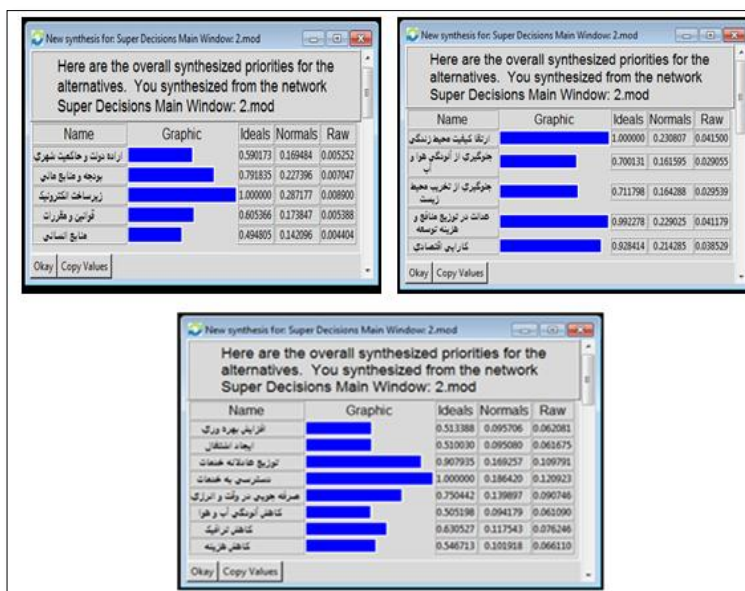 New synthesis for: Super Decisions Main Window: 2.mod
Here are the overall synthesized priorities for the
alternatives. You synthesized from the network
Super Decisions Main Window: 2.mod
Name Graphic Ideals Normals Raw
اراده دولت و حاکمیت شهری 0.590173 0.169484 0.005252
بودجه و منابع مالی 0.791835 0.227396 0.007047
زیرساخت الکترونیک 1.000000 0.287177 0.008900
قوانین و مقررات 0.605366 0.173847 0.005388
منابع انسانی 0.494805 0.142096 0.004404
Okay Copy Values
New synthesis for: Super Decisions Main Window: 2.mod
Here are the overall synthesized priorities for the
alternatives. You synthesized from the network
Super Decisions Main Window: 2.mod
Name Graphic Ideals Normals Raw
ارتقا کیفیت محیط زندگی 1.000000 0.230807 0.041500
جلوگیری از آلودگی هوا و
آب 0.700131 0.161595 0.029055
جلوگیری از تخریب محیط
زیست 0.711798 0.164288 0.029539
عدالت در توزیع منافع و
هزینه توسعه 0.992278 0.229025 0.041179
کارایی اقتصادی 0.928414 0.214285 0.038529
Okay Copy Values
New synthesis for: Super Decisions Main Window: 2.mod
Here are the overall synthesized priorities for the
alternatives. You synthesized from the network
Super Decisions Main Window: 2.mod
Name Graphic Ideals Normals Raw
افزایش بهره وری 0.513388 0.095706 0.062081
ایجاد اشتغال 0.510030 0.095080 0.061675
توزیع عادلانه خدمات 0.907935 0.169257 0.109791
دسترسی به خدمات 1.000000 0.186420 0.120923
صرفه جویی در وقت و انرژی 0.750442 0.139897 0.090746
کاهش آلودگی آب و هوا 0.505198 0.094179 0.061090
کاهش ترافیک 0.630527 0.117543 0.076246
کاهش هزینه 0.546713 0.101918 0.066110
Okay Copy Values